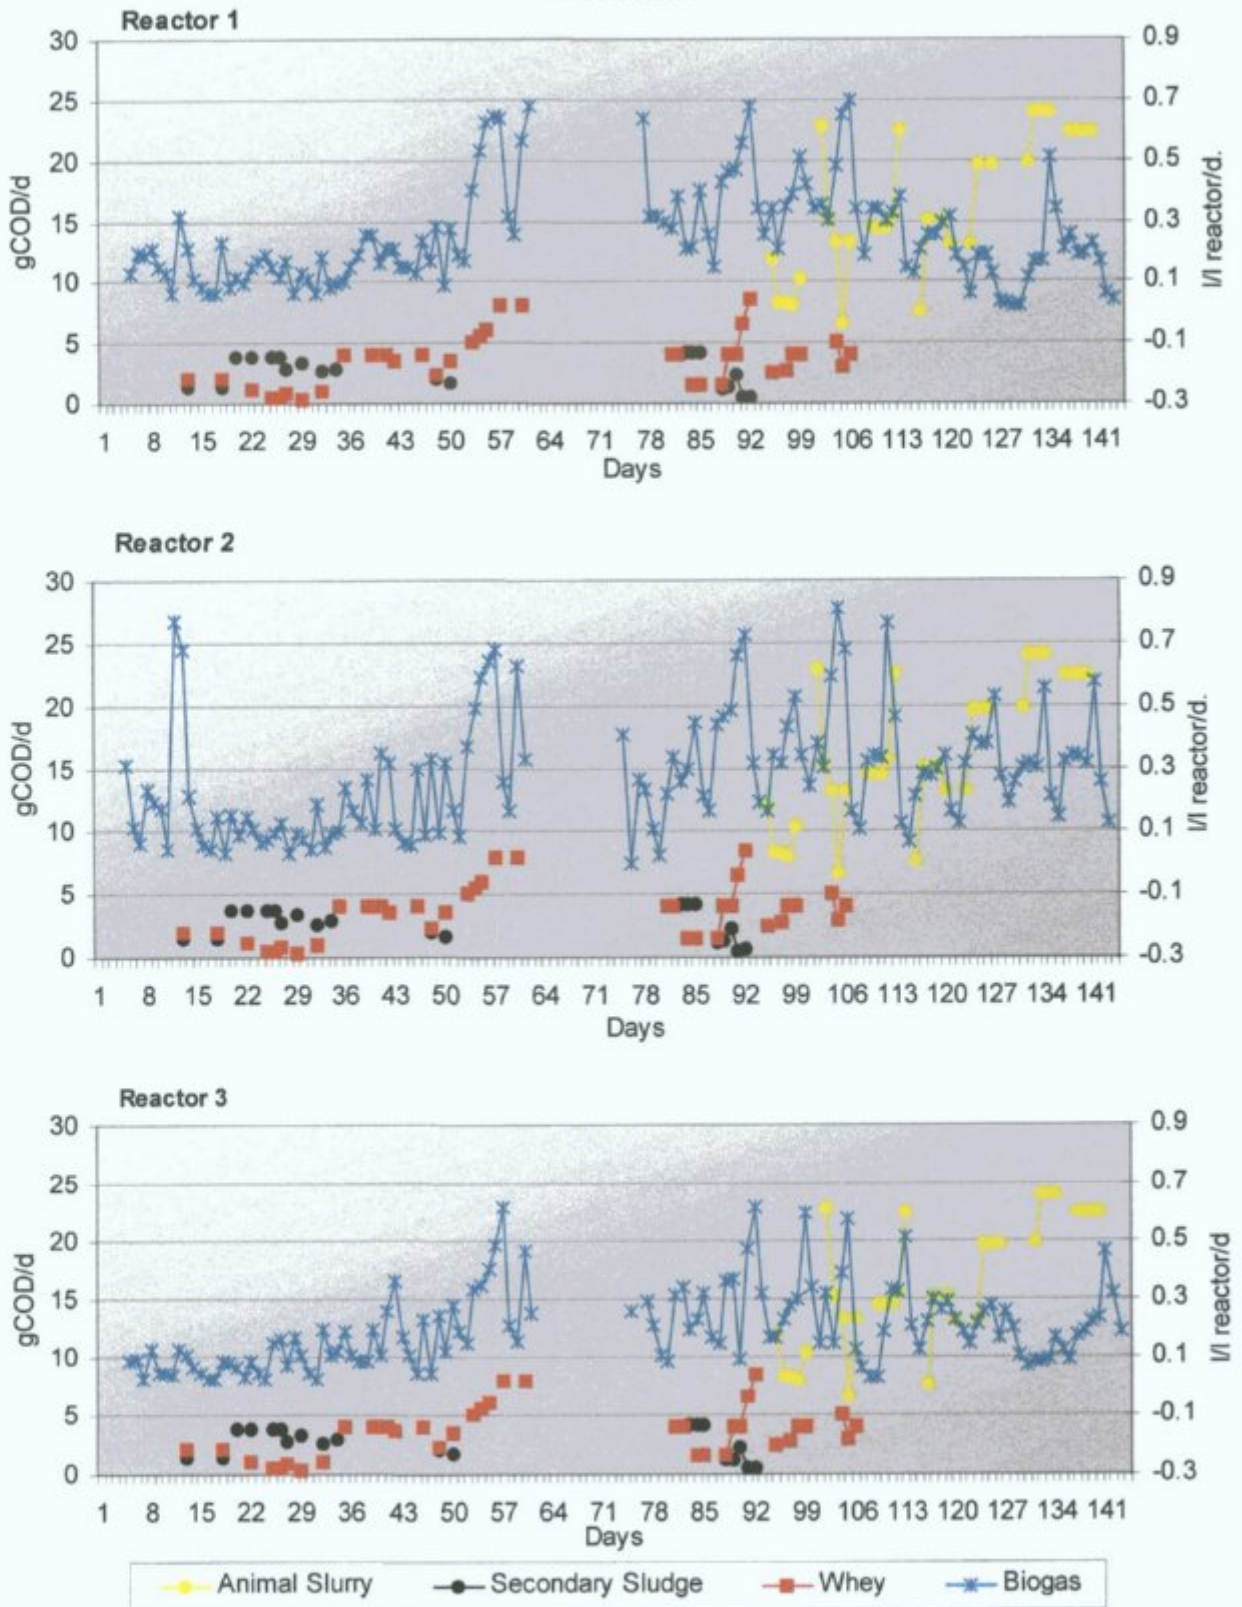 Reactor 1
30
25
20
15
10
5
0
gCOD/d
0.9
0.7
0.5
0.3
0.1
-0.1
-0.3
l/l reactor/d.
1 8 15 22 29 36 43 50 57 64 71 78 85 92 99 106 113 120 127 134 141
Days
Reactor 2
30
25
20
15
10
5
0
gCOD/d
0.9
0.7
0.5
0.3
0.1
-0.1
-0.3
l/l reactor/d.
1 8 15 22 29 36 43 50 57 64 71 78 85 92 99 106 113 120 127 134 141
Days
Reactor 3
30
25
20
15
10
5
0
gCOD/d
0.9
0.7
0.5
0.3
0.1
-0.1
-0.3
l/l reactor/d
1 8 15 22 29 36 43 50 57 64 71 78 85 92 99 106 113 120 127 134 141
Days
Animal Slurry Secondary Sludge Whey Biogas